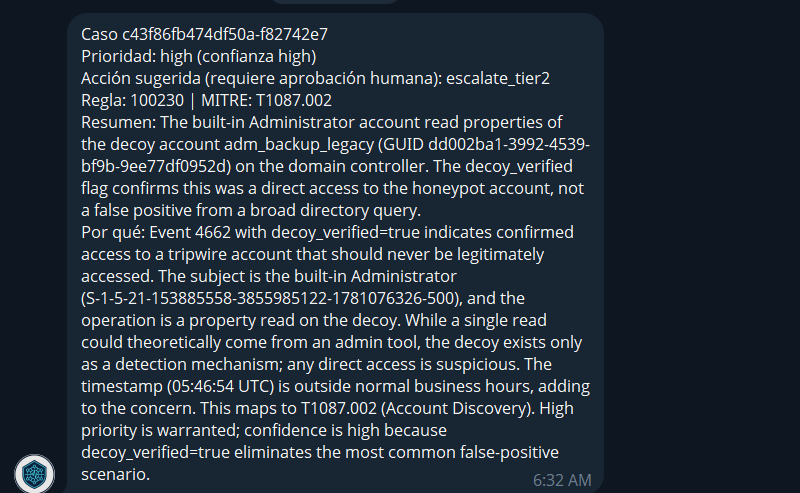 Caso c43f86fb474df50a-f82742e7
Prioridad: high (confianza high)
Acción sugerida (requiere aprobación humana): escalate_tier2
Regla: 100230 | MITRE: T1087.002
Resumen: The built-in Administrator account read properties of
the decoy account adm_backup_legacy (GUID dd002ba1-3992-4539-
bf9b-9ee77df0952d) on the domain controller. The decoy_verified
flag confirms this was a direct access to the honeypot account, not
a false positive from a broad directory query.
Por qué: Event 4662 with decoy_verified=true indicates confirmed
access to a tripwire account that should never be legitimately
accessed. The subject is the built-in Administrator
(S-1-5-21-153885558-3855985122-1781076326-500), and the
operation is a property read on the decoy. While a single read
could theoretically come from an admin tool, the decoy exists only
as a detection mechanism; any direct access is suspicious. The
timestamp (05:46:54 UTC) is outside normal business hours, adding
to the concern. This maps to T1087.002 (Account Discovery). High
priority is warranted; confidence is high because
decoy_verified=true eliminates the most common false-positive
scenario.
6:32 AM